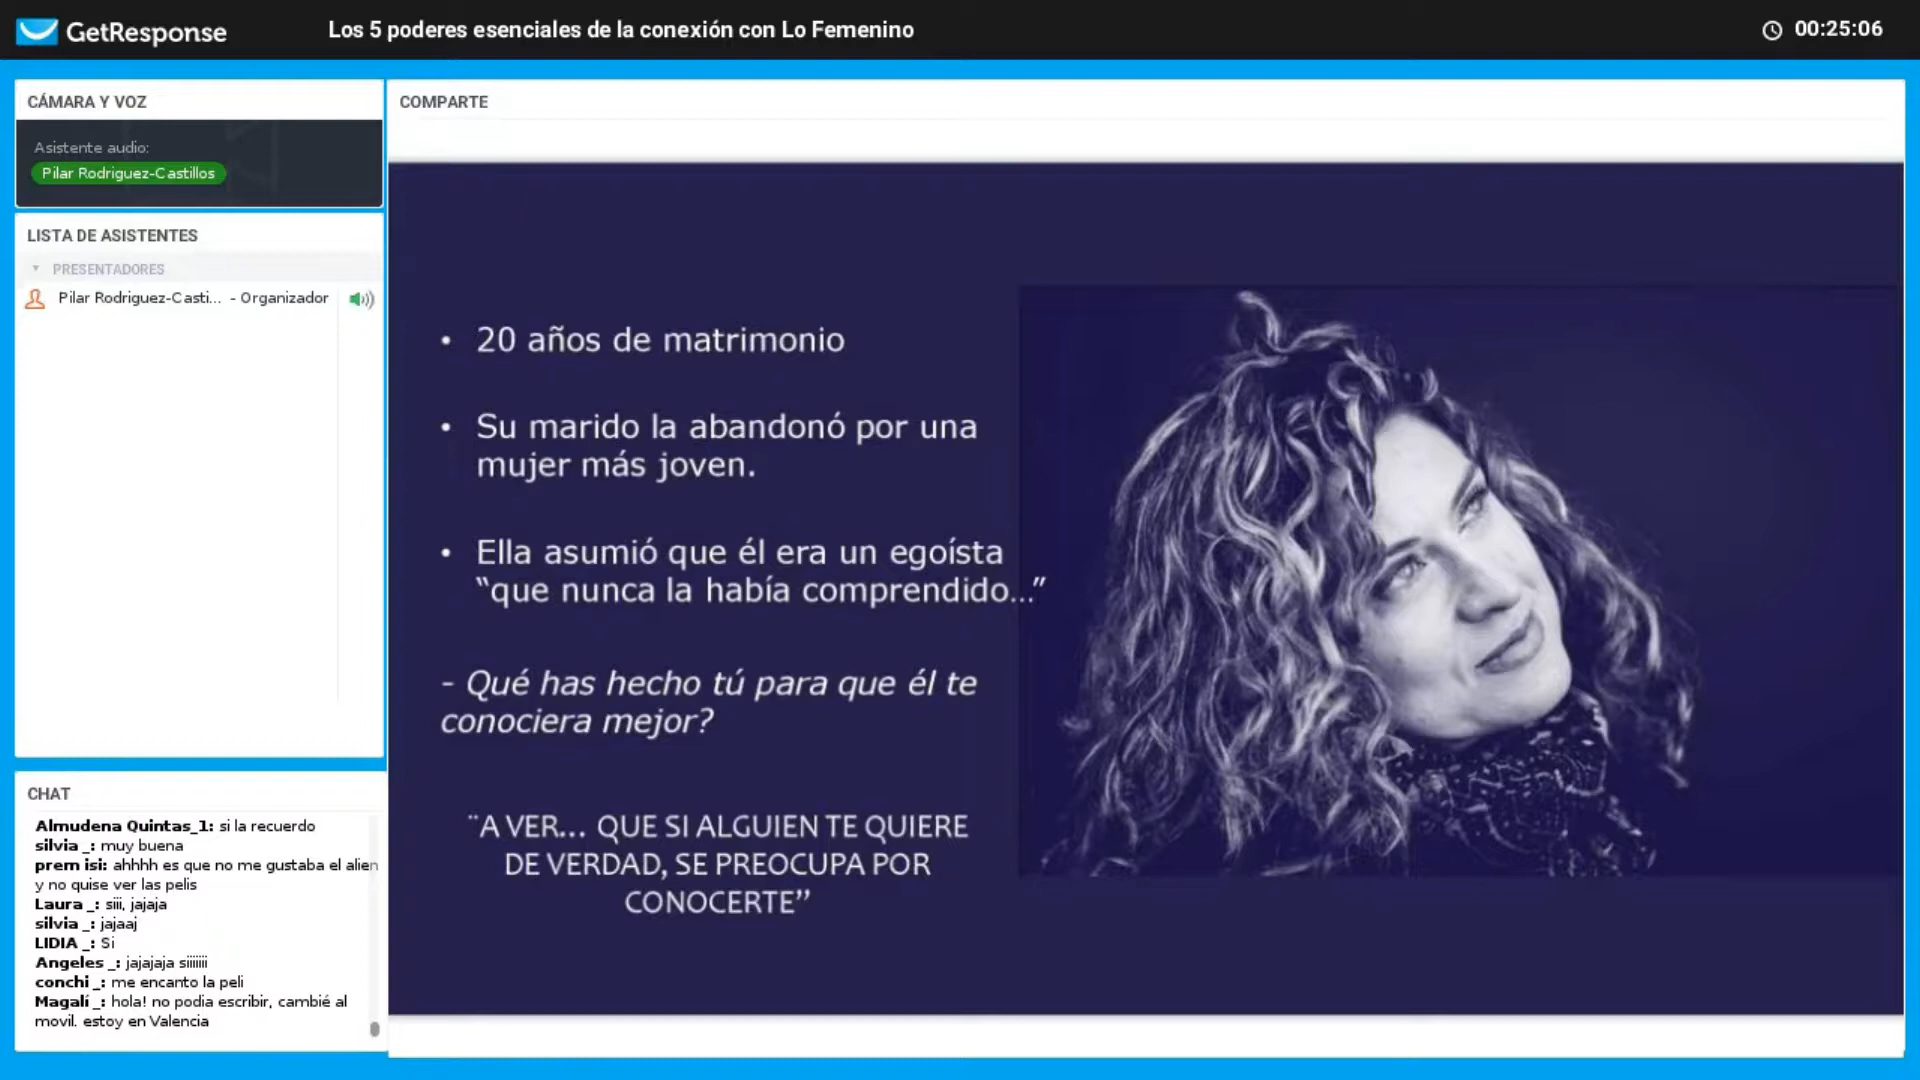 GetResponse
Los 5 poderes esenciales de la conexión con Lo Femenino
00:25:06
CÁMARA Y VOZ
Asistente audio:
Pilar Rodriguez-Castillos
LISTA DE ASISTENTES
PRESENTADORES
Pilar Rodriguez-Casti... - Organizador
CHAT
Almudena Quintas_1: si la recuerdo
silvia _: muy buena
prem isi: ahhhh es que no me gustaba el alien
y no quise ver las pelis
Laura _: siii, jajaja
silvia _: jajaaj
LIDIA _: Si
Angeles _: jajajaja siiiiiii
conchi _: me encanto la peli
Magalí _: hola! no podia escribir, cambié al
movil. estoy en Valencia
COMPARTE
• 20 años de matrimonio
• Su marido la abandonó por una
mujer más joven.
• Ella asumió que él era un egoísta
“que nunca la había comprendido...”
- Qué has hecho tú para que él te
conociera mejor?
¨A VER... QUE SI ALGUIEN TE QUIERE
DE VERDAD, SE PREOCUPA POR
CONOCERTE”